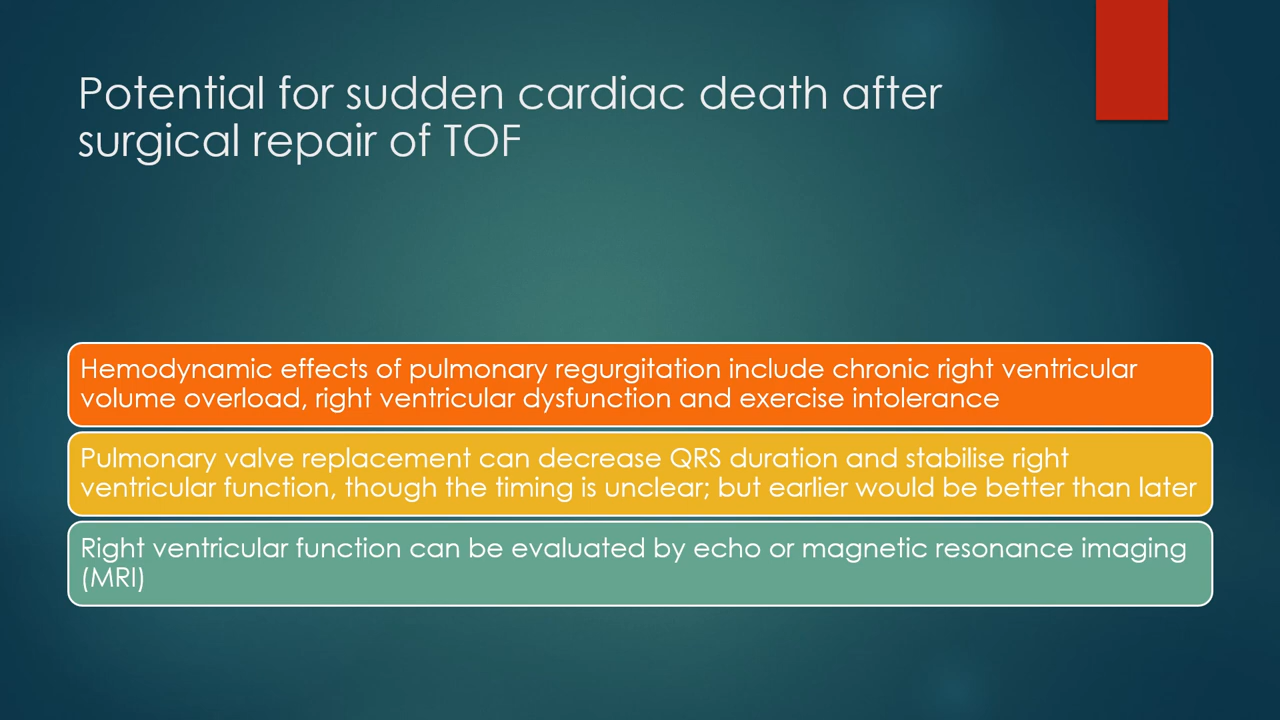 Potential for sudden cardiac death after
surgical repair of TOF
Hemodynamic effects of pulmonary regurgitation include chronic right ventricular
volume overload, right ventricular dysfunction and exercise intolerance
Pulmonary valve replacement can decrease QRS duration and stabilise right
ventricular function, though the timing is unclear; but earlier would be better than later
Right ventricular function can be evaluated by echo or magnetic resonance imaging
(MRI)